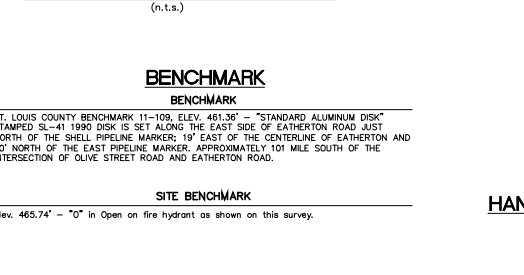 (n.t.s.)
BENCHMARK
BENCHMARK
T. LOUIS COUNTY BENCHMARK 11-109, ELEV. 461.36' - "STANDARD ALUMINUM DISK"
TAMPED SL-41 1990 DISK IS SET ALONG THE EAST SIDE OF EATHERTON ROAD JUST
ORTH OF THE SHELL PIPELINE MARKER; 19' EAST OF THE CENTERLINE OF EATHERTON AND
0' NORTH OF THE EAST PIPELINE MARKER. APPROXIMATELY 101 MILE SOUTH OF THE
NTERSECTION OF OLIVE STREET ROAD AND EATHERTON ROAD.
SITE BENCHMARK
lev. 465.74' - "O" in Open on fire hydrant as shown on this survey.
HAN